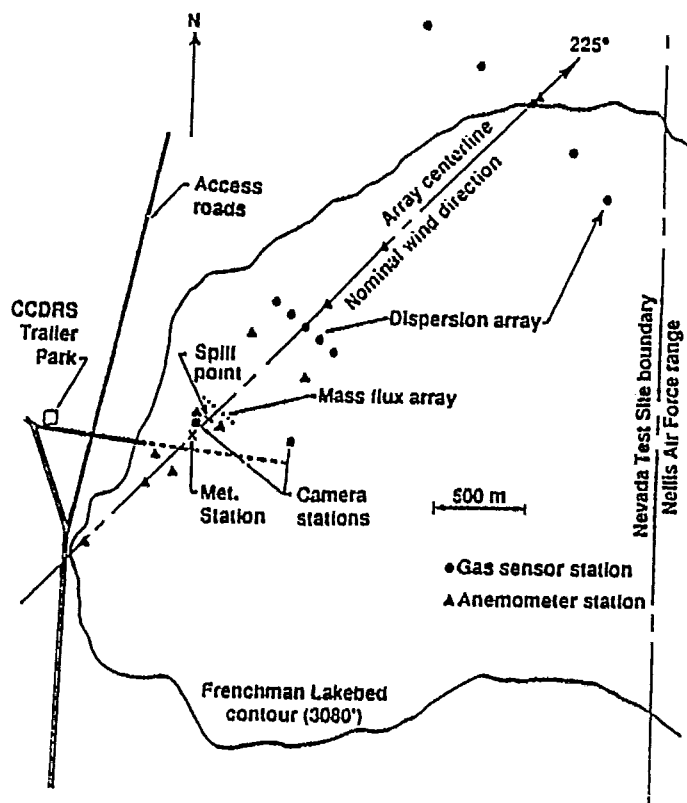 N
225°
Access
roads
Array centerline
Nominal wind direction
CCDRS
Trailer
Park
Dispersion array
Spill
point
Mass flux array
Met.
Station
Camera
stations
500 m
Nevada Test Site boundary
Nellis Air Force range
Gas sensor station
Anemometer station
Frenchman Lakebed
contour (3080')